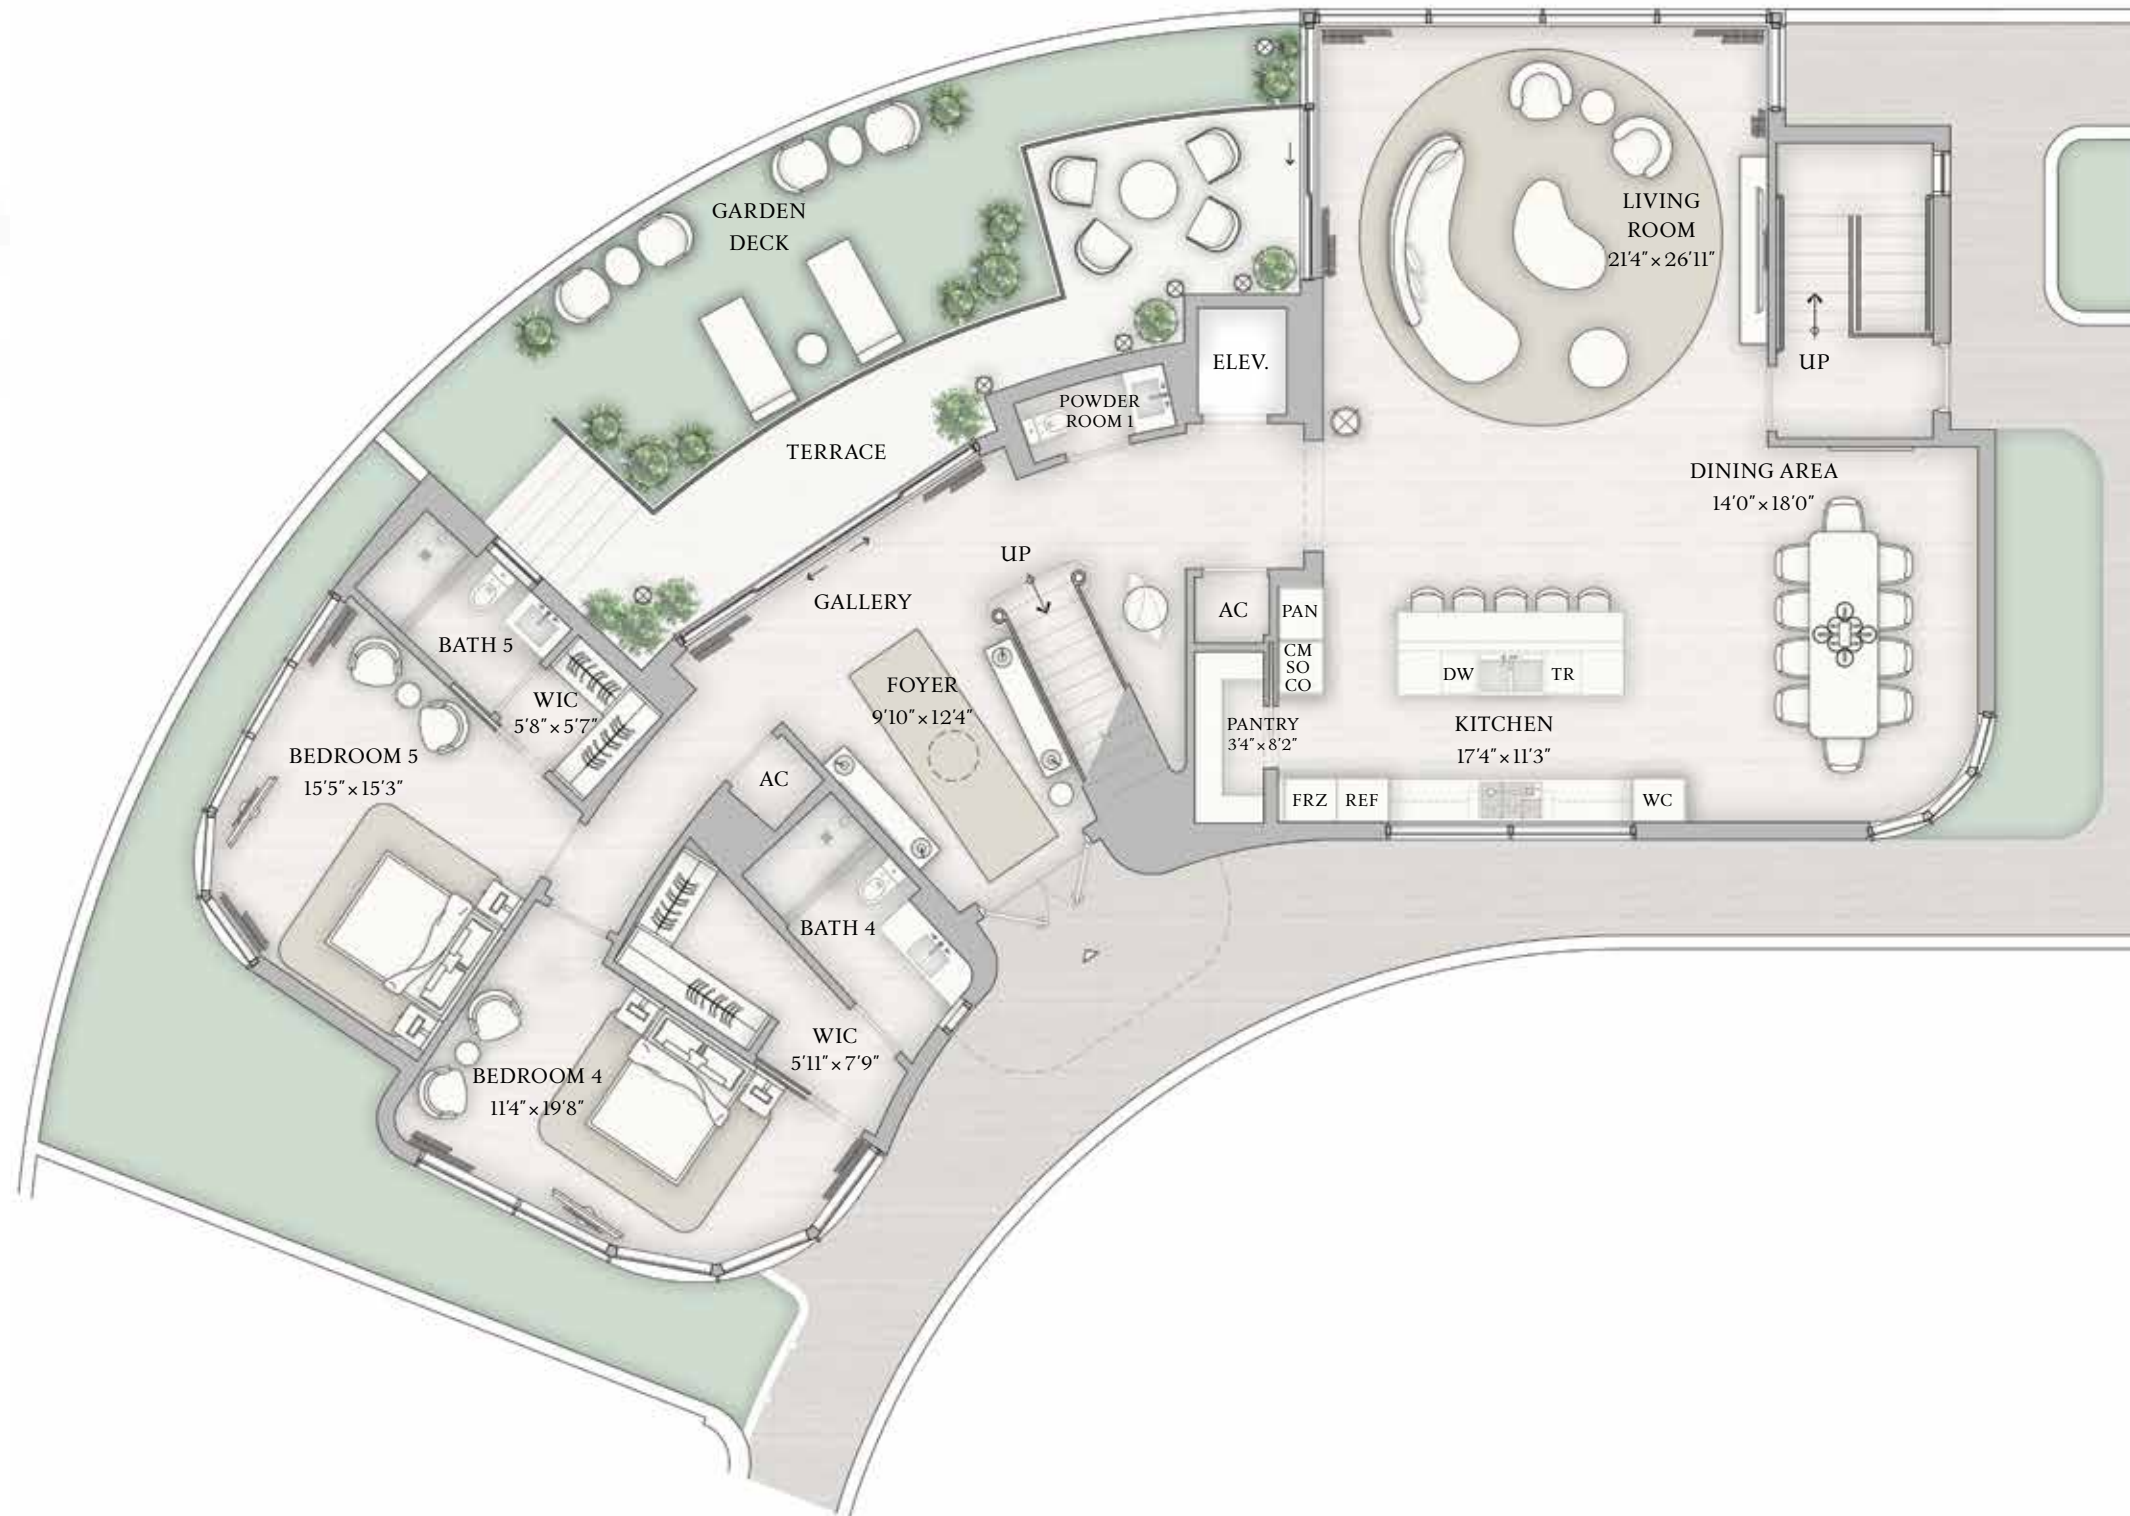 GARDEN
DECK
LIVING
ROOM
21'4" × 26'11"
ELEV.
UP
POWDER
ROOM 1
TERRACE
DINING AREA
14'0" × 18'0"
UP
GALLERY
AC
PAN
CM
SO
CO
BATH 5
WIC
5'8" × 5'7"
FOYER
9'10" × 12'4"
DW
TR
PANTRY
3'4" × 8'2"
KITCHEN
17'4" × 11'3"
BEDROOM 5
15'5" × 15'3"
AC
FRZ
REF
WC
BATH 4
WIC
5'11" × 7'9"
BEDROOM 4
11'4" × 19'8"